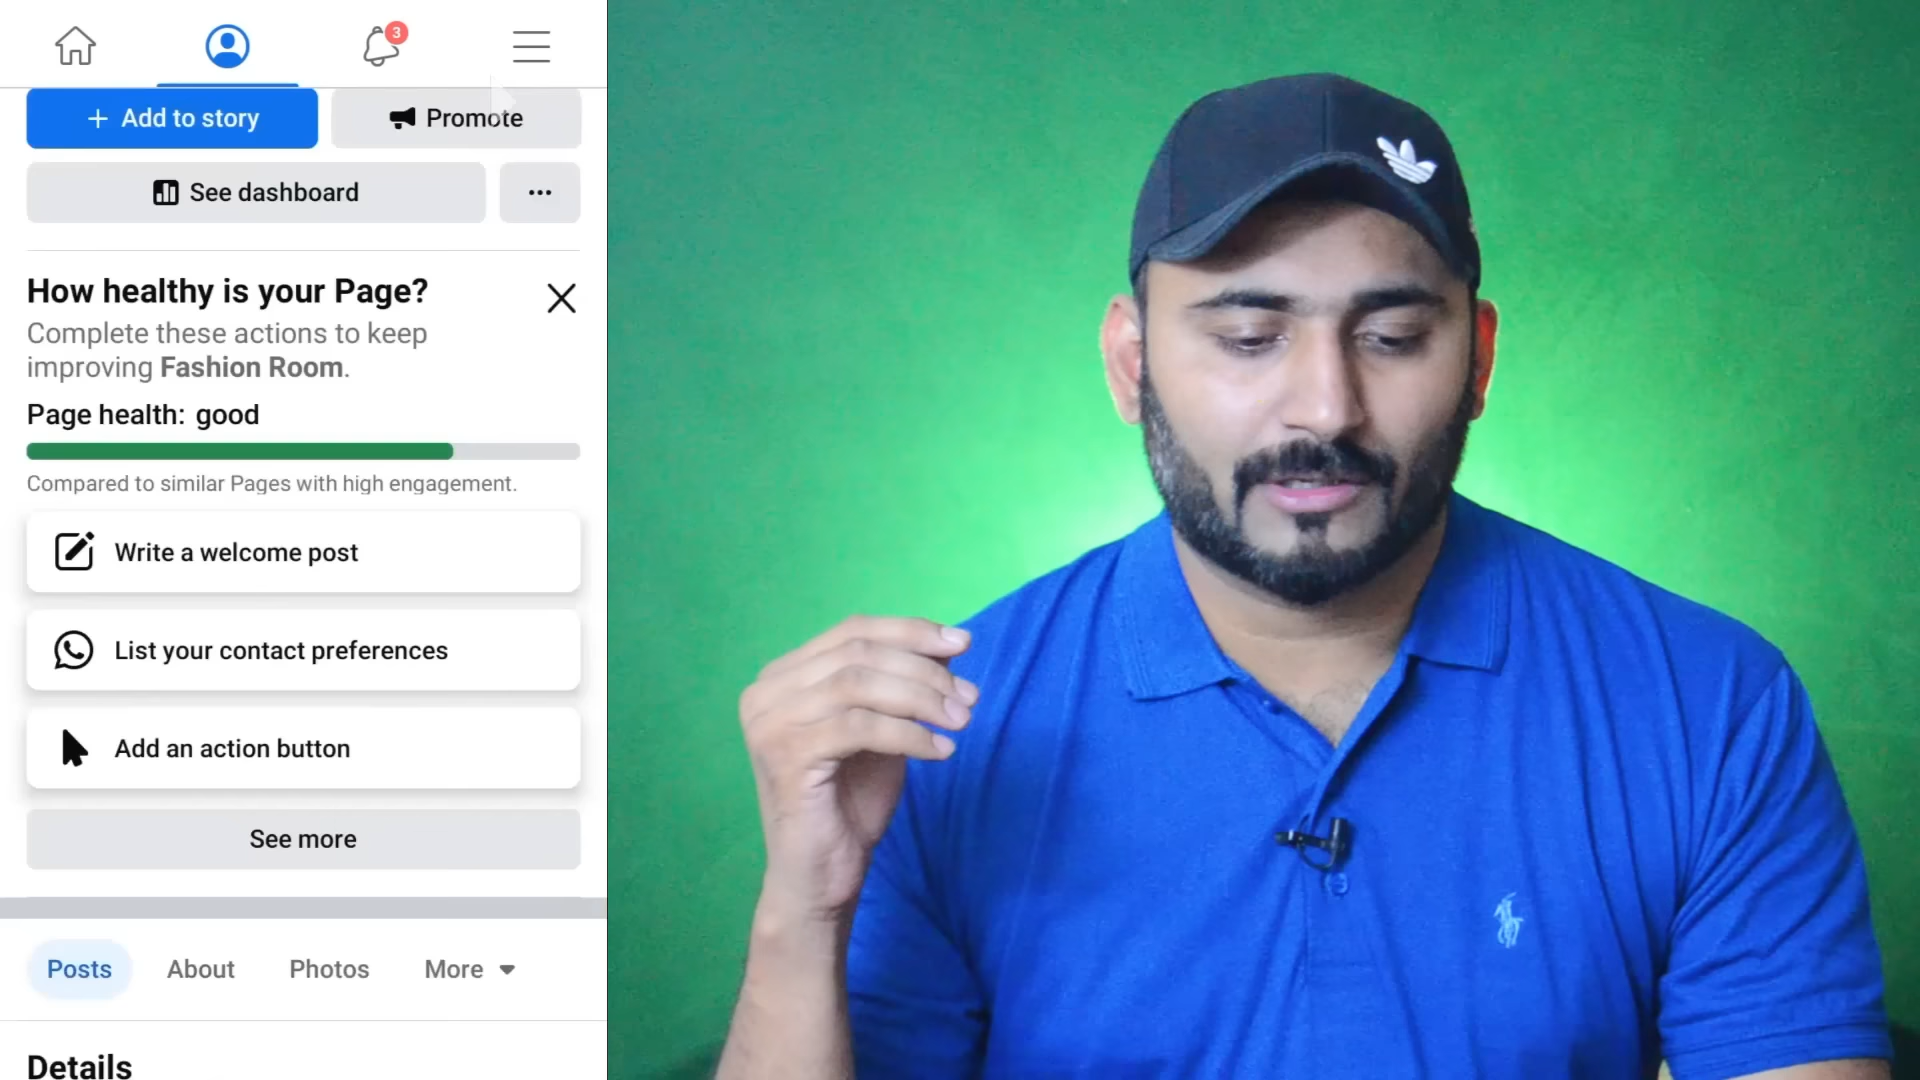 3
Add to story
Promote
See dashboard
How healthy is your Page?
Complete these actions to keep
improving Fashion Room.
Page health: good
Compared to similar Pages with high engagement.
Write a welcome post
List your contact preferences
Add an action button
See more
Posts About Photos More
Details